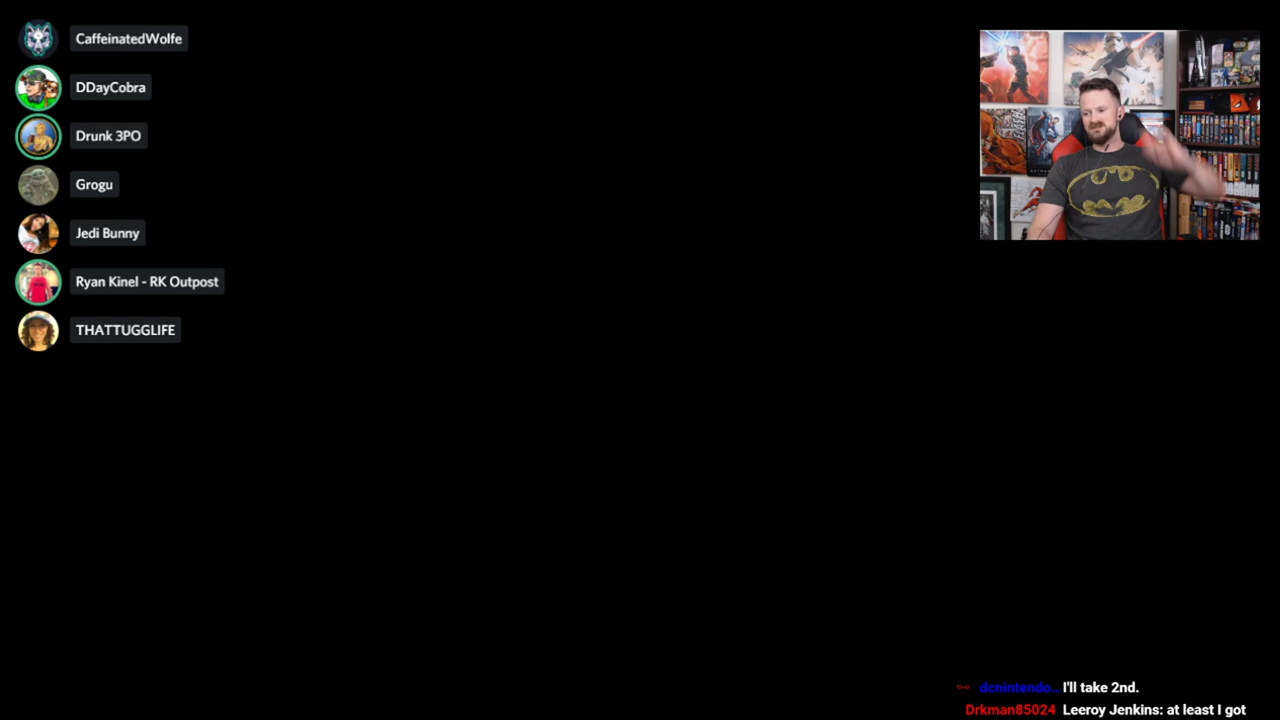 CaffeinatedWolfe
DDayCobra
Drunk 3PO
Grogu
Jedi Bunny
Ryan Kinel - RK Outpost
THATTUGGLIFE
dcnintendo... I'll take 2nd.
Drkman85024 Leeroy Jenkins: at least I got